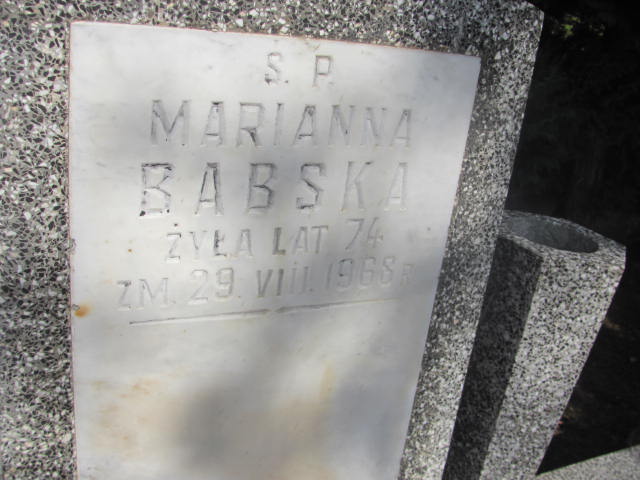 Ś. P.
MARIANNA
BABSKA
ŻYŁA LAT 74
ZM. 29. VIII. 1968 R